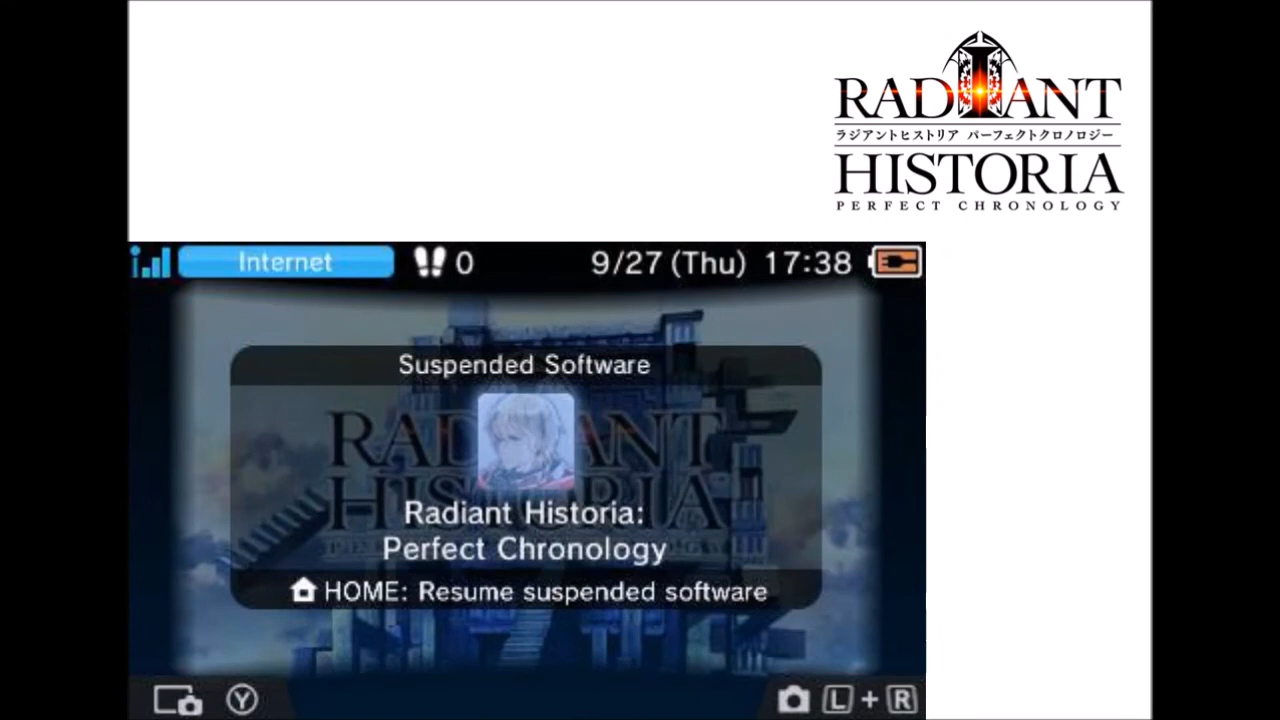 RADIANT
ラジアントヒストリア パーフェクトクロノロジー
HISTORIA
PERFECT CHRONOLOGY
Internet
0
9/27 (Thu) 17:38
Suspended Software
RADIANT
HISTORIA
Radiant Historia:
Perfect Chronology
HOME: Resume suspended software
Y
L + R